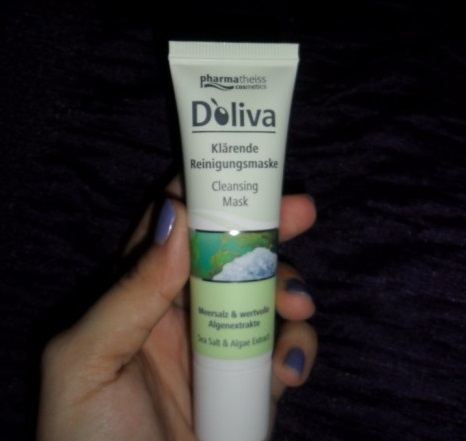 pharmatheiss
cosmetics
D'oliva
Klärende
Reinigungsmaske
Cleansing
Mask
Meersalz & wertvolle
Algenextrakte
Sea Salt & Algae Extract